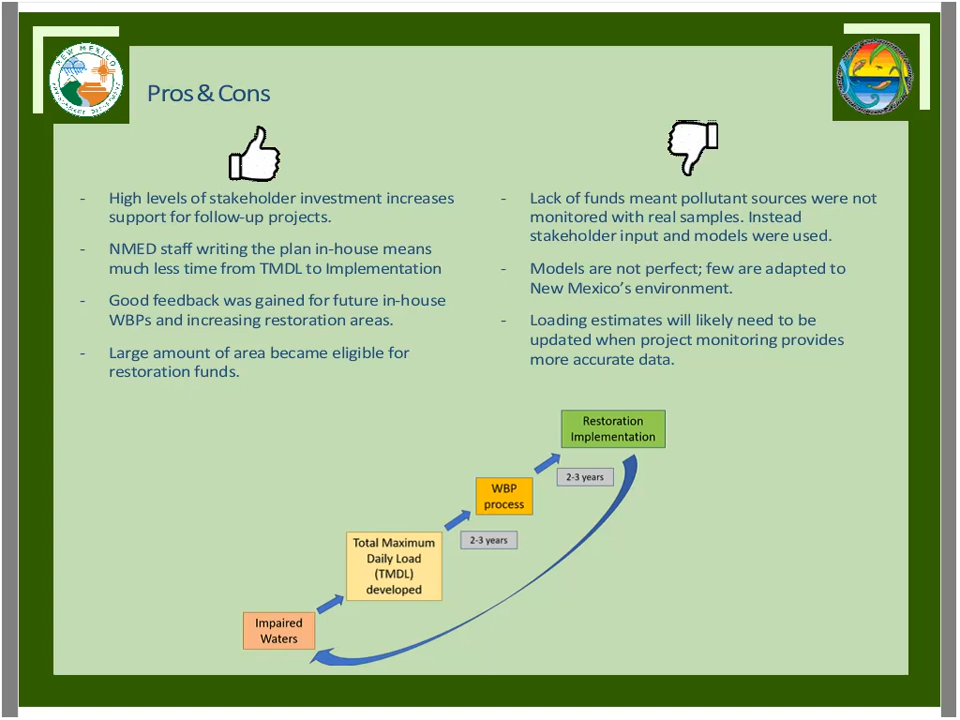 NEW MEXICO
Pros & Cons
- High levels of stakeholder investment increases
support for follow-up projects.
- NMED staff writing the plan in-house means
much less time from TMDL to Implementation
- Good feedback was gained for future in-house
WBPs and increasing restoration areas.
- Large amount of area became eligible for
restoration funds.
- Lack of funds meant pollutant sources were not
monitored with real samples. Instead
stakeholder input and models were used.
- Models are not perfect; few are adapted to
New Mexico’s environment.
- Loading estimates will likely need to be
updated when project monitoring provides
more accurate data.
Restoration
Implementation
2-3 years
WBP
process
2-3 years
Total Maximum
Daily Load
(TMDL)
developed
Impaired
Waters